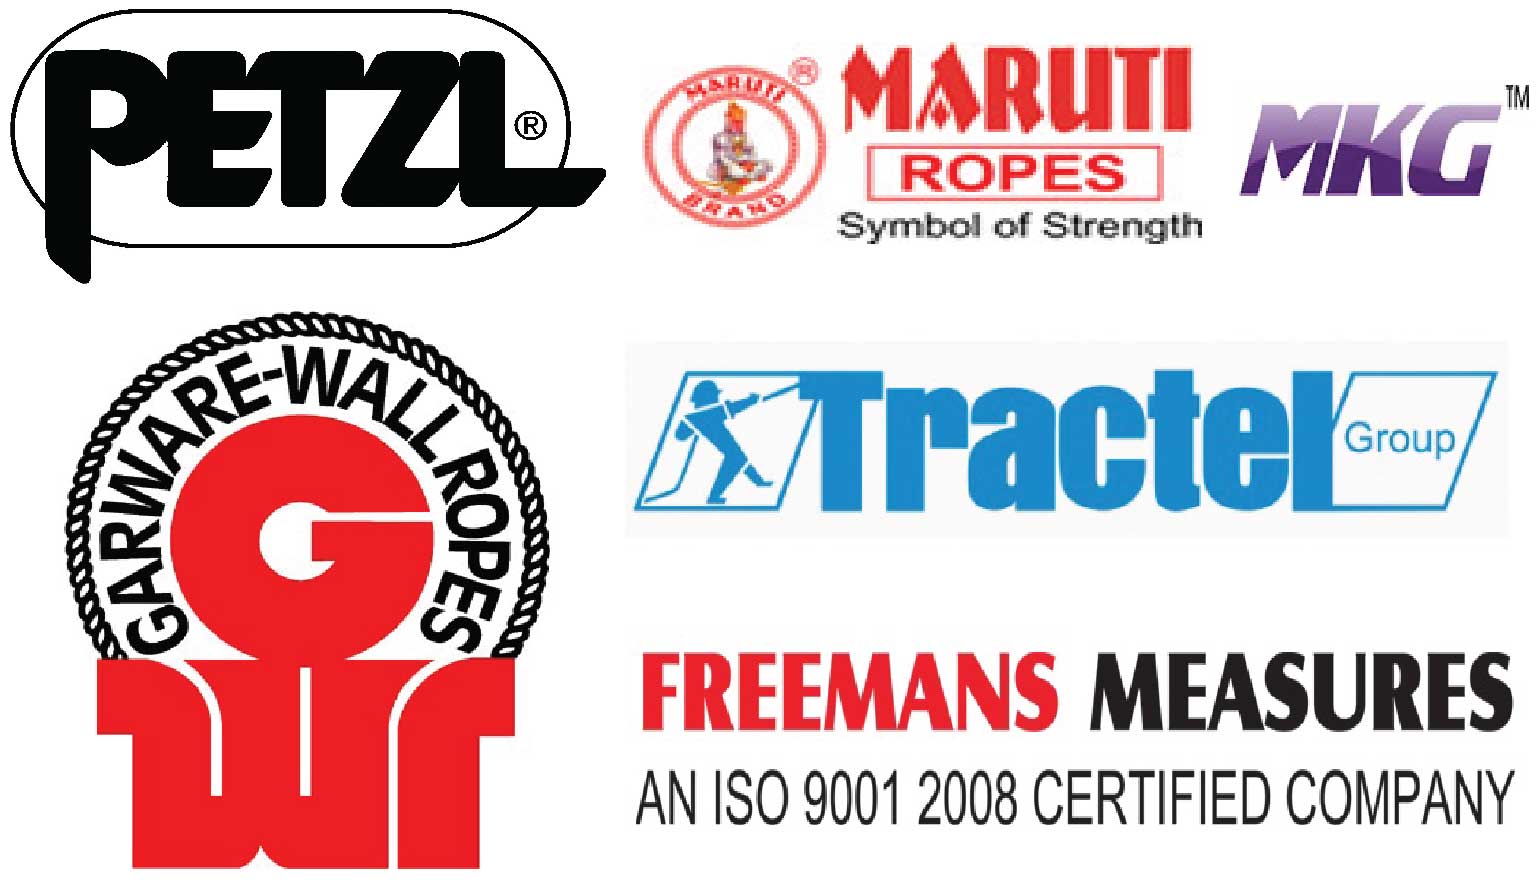 PETZL®
MARUTI ®
BRAND
MARUTI
ROPES
Symbol of Strength
MKG™
GARWARE-WALL ROPES
G
WR
Tractel
Group
FREEMANS MEASURES
AN ISO 9001 2008 CERTIFIED COMPANY